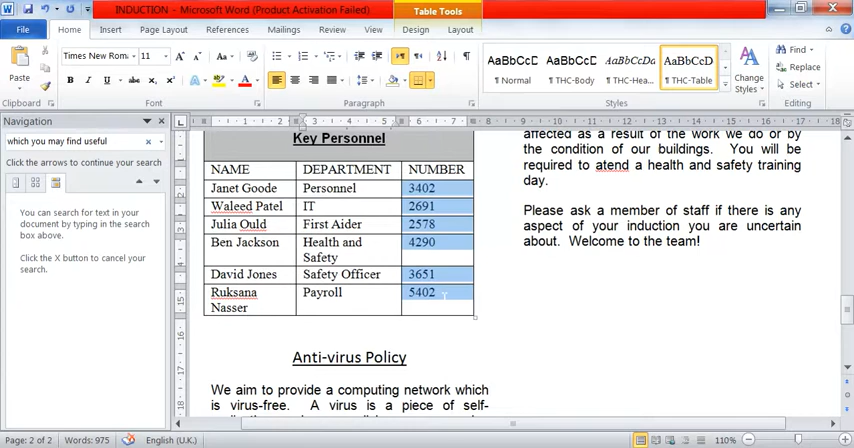 INDUCTION - Microsoft Word (Product Activation Failed)
Table Tools
File Home Insert Page Layout References Mailings Review View Design Layout
Times New Rom 11
Paste
Clipboard Font Paragraph Styles Editing
AaBbCcD AaBbCcD AaBbCcDc AaBbCcD
¶ Normal ¶ THC-Body ¶ THC-Hea... ¶ THC-Table
Change
Styles
Find
Replace
Select
Navigation
which you may find useful
Click the arrows to continue your search
You can search for text in your
document by typing in the search
box above.
Click the X button to cancel your
search.
Key Personnel
NAME DEPARTMENT NUMBER
Janet Goode Personnel 3402
Waleed Patel IT 2691
Julia Ould First Aider 2578
Ben Jackson Health and 4290
Safety
David Jones Safety Officer 3651
Ruksana Payroll 5402
Nasser
Anti-virus Policy
We aim to provide a computing network which
is virus-free. A virus is a piece of self-
affected as a result of the work we do or by
the condition of our buildings. You will be
required to atend a health and safety training
day.
Please ask a member of staff if there is any
aspect of your induction you are uncertain
about. Welcome to the team!
Page: 2 of 2 Words: 975 English (U.K.) 110%